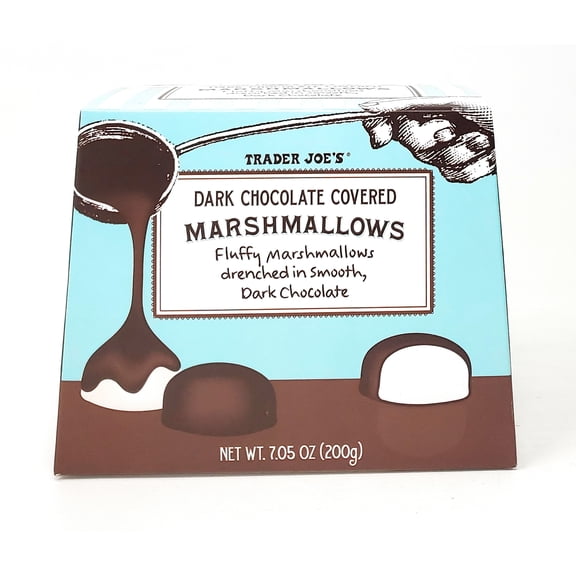 TRADER JOE'S®
DARK CHOCOLATE COVERED
MARSHMALLOWS
Fluffy Marshmallows
drenched in Smooth,
Dark Chocolate
NET WT. 7.05 OZ (200g)